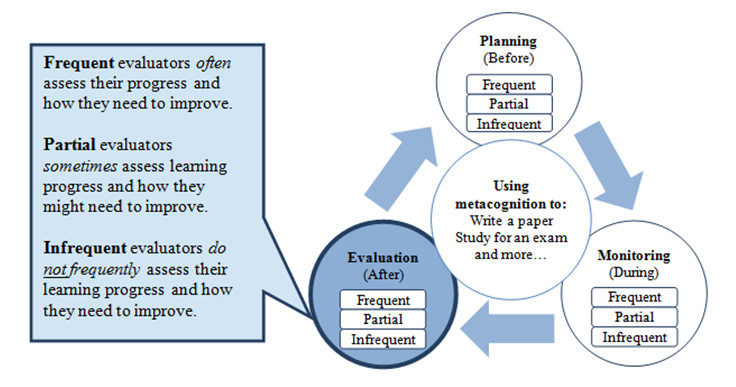 Frequent evaluators often
assess their progress and
how they need to improve.
Partial evaluators
sometimes assess learning
progress and how they
might need to improve.
Infrequent evaluators do
not frequently assess their
learning progress and how
they need to improve.
Planning
(Before)
Frequent
Partial
Infrequent
Using
metacognition to:
Write a paper
Study for an exam
and more…
Evaluation
(After)
Frequent
Partial
Infrequent
Monitoring
(During)
Frequent
Partial
Infrequent